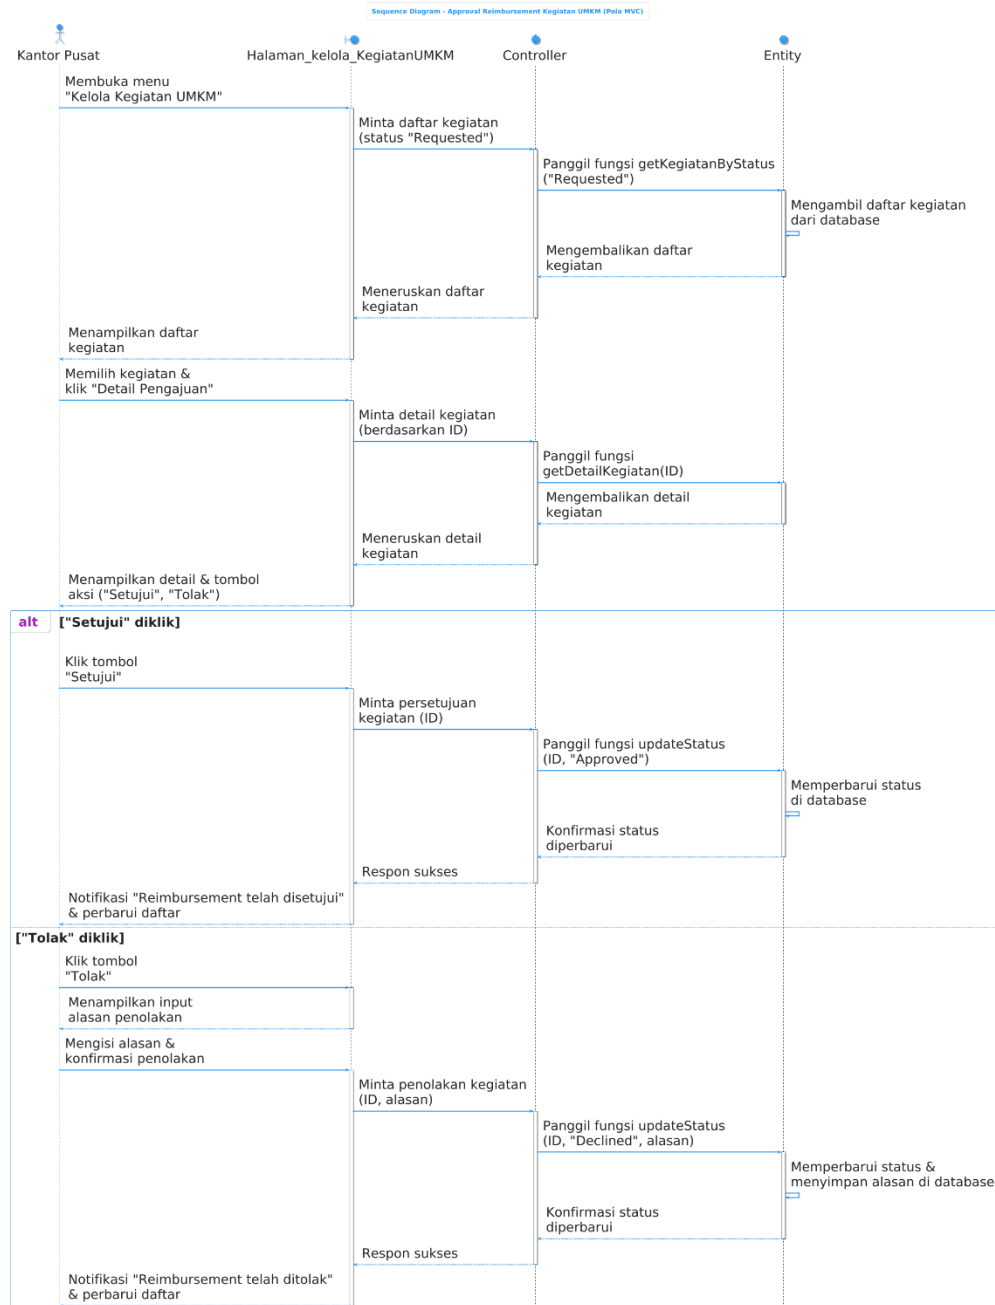 Sequence Diagram - Approval Reimbursement Kegiatan UMKM (Pola MVC)
Kantor Pusat
Halaman_kelola_KegiatanUMKM
Controller
Entity
Membuka menu
"Kelola Kegiatan UMKM"
Minta daftar kegiatan
(status "Requested")
Panggil fungsi getKegiatanByStatus
("Requested")
Mengambil daftar kegiatan
dari database
Mengembalikan daftar
kegiatan
Meneruskan daftar
kegiatan
Menampilkan daftar
kegiatan
Memilih kegiatan &
klik "Detail Pengajuan"
Minta detail kegiatan
(berdasarkan ID)
Panggil fungsi
getDetailKegiatan(ID)
Mengembalikan detail
kegiatan
Meneruskan detail
kegiatan
Menampilkan detail & tombol
aksi ("Setujui", "Tolak")
alt
["Setujui" diklik]
Klik tombol
"Setujui"
Minta persetujuan
kegiatan (ID)
Panggil fungsi updateStatus
(ID, "Approved")
Memperbarui status
di database
Konfirmasi status
diperbarui
Respon sukses
Notifikasi "Reimbursement telah disetujui"
& perbarui daftar
["Tolak" diklik]
Klik tombol
"Tolak"
Menampilkan input
alasan penolakan
Mengisi alasan &
konfirmasi penolakan
Minta penolakan kegiatan
(ID, alasan)
Panggil fungsi updateStatus
(ID, "Declined", alasan)
Memperbarui status &
menyimpan alasan di database
Konfirmasi status
diperbarui
Respon sukses
Notifikasi "Reimbursement telah ditolak"
& perbarui daftar